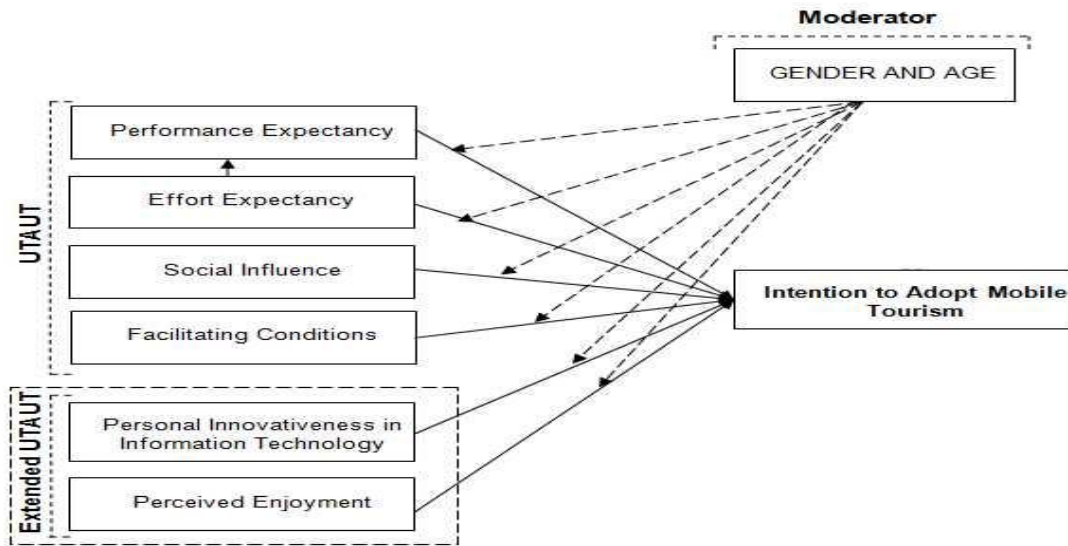 Moderator
GENDER AND AGE
UTAUT
Performance Expectancy
Effort Expectancy
Social Influence
Facilitating Conditions
Intention to Adopt Mobile
Tourism
Extended UTAUT
Personal Innovativeness in
Information Technology
Perceived Enjoyment